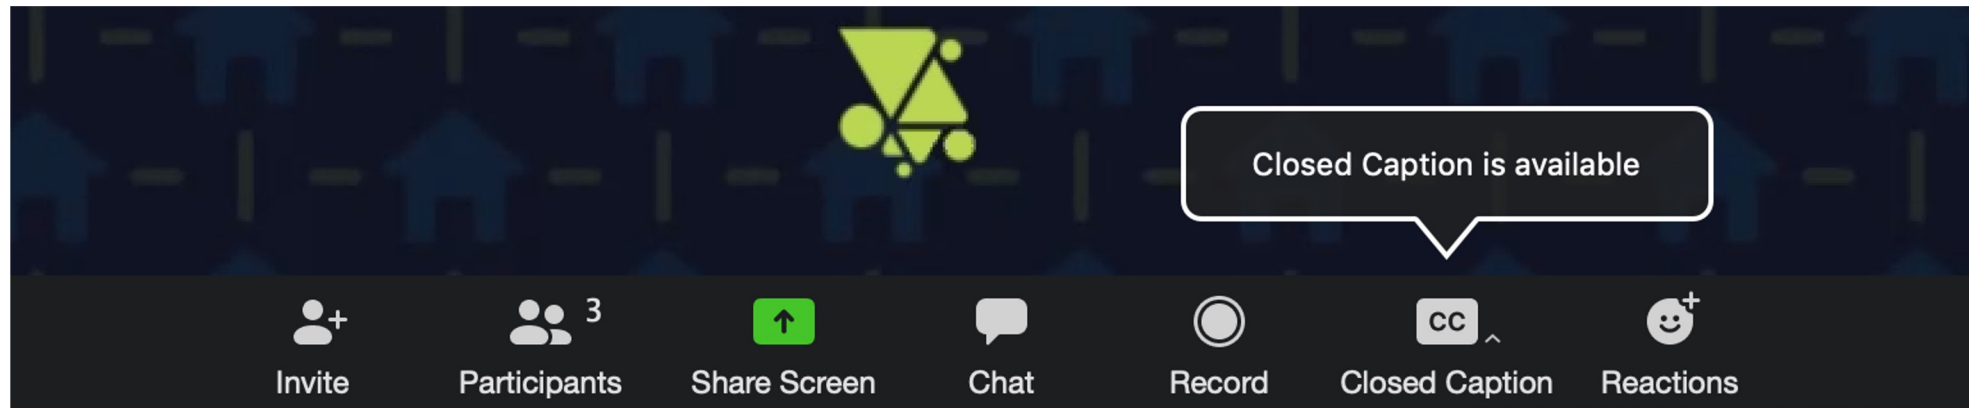 Closed Caption is available
3
CC
Invite
Participants
Share Screen
Chat
Record
Closed Caption
Reactions